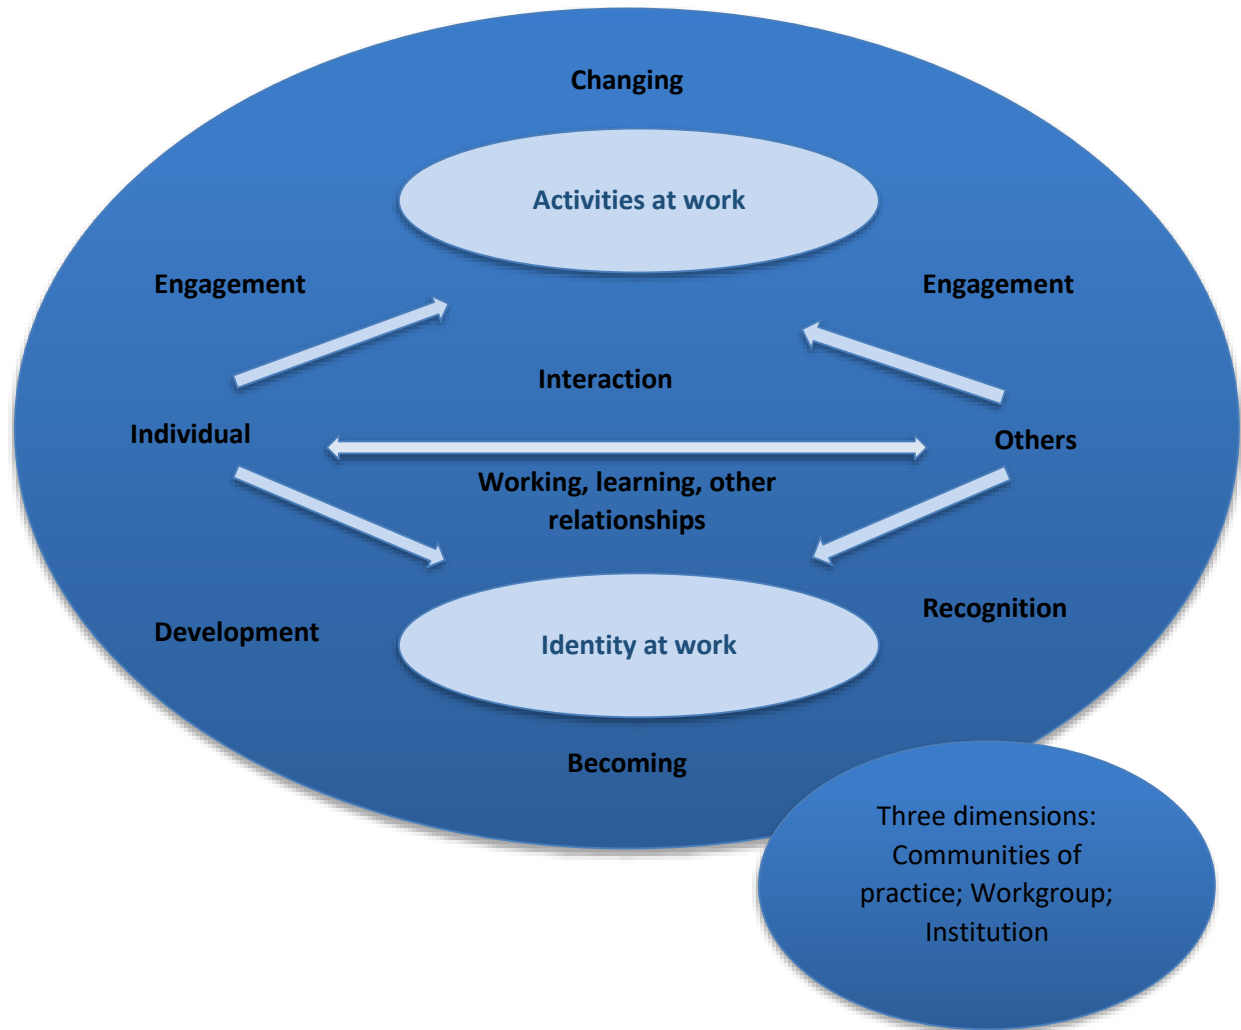 Changing
Activities at work
Engagement
Engagement
Interaction
Individual
Others
Working, learning, other
relationships
Recognition
Development
Identity at work
Becoming
Three dimensions:
Communities of
practice; Workgroup;
Institution